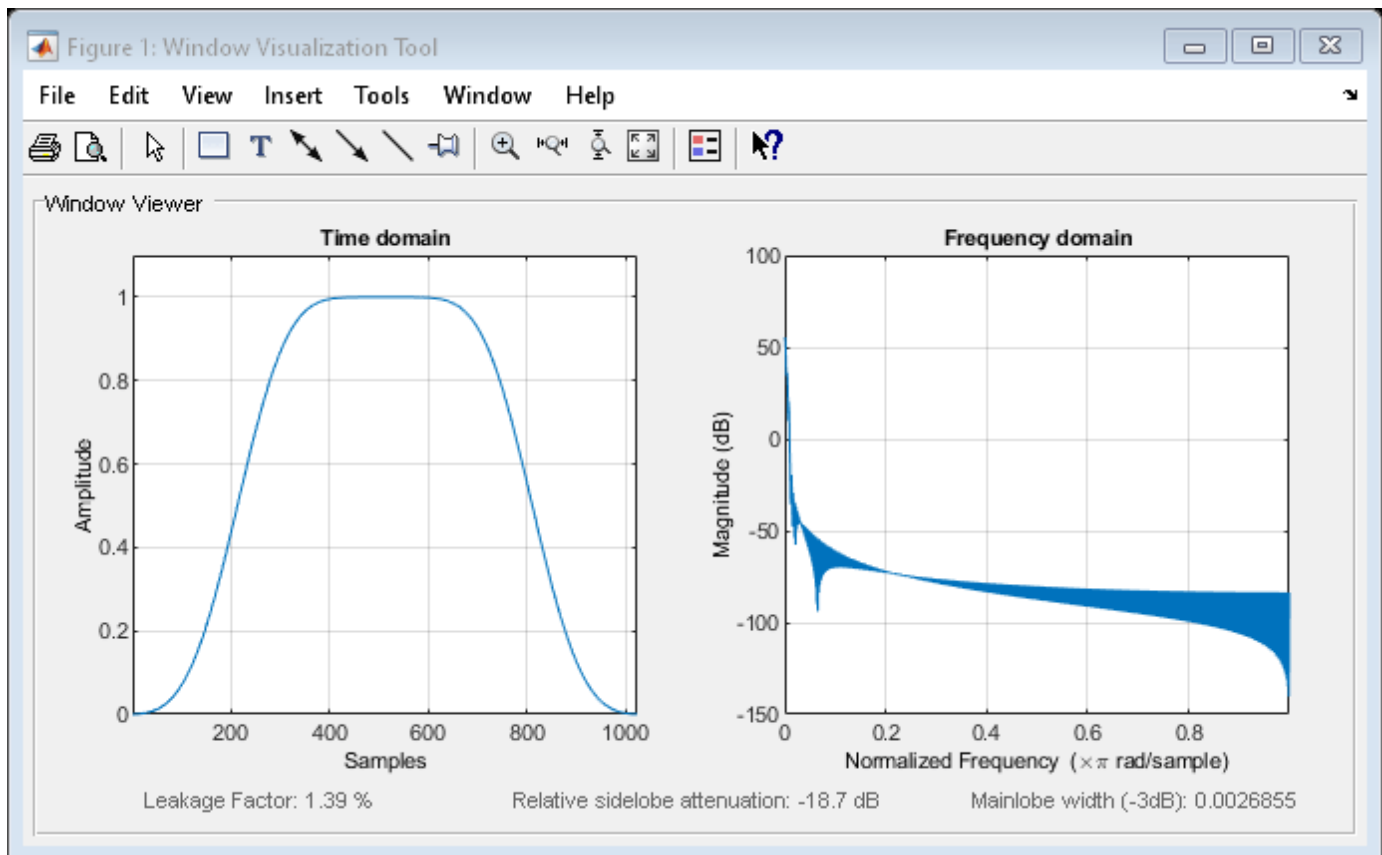 Figure 1: Window Visualization Tool
File Edit View Insert Tools Window Help
T
?
Window Viewer
Time domain
1
0.8
0.6
0.4
0.2
0
Amplitude
200 400 600 800 1000
Samples
Frequency domain
100
50
0
-50
-100
-150
Magnitude (dB)
0 0.2 0.4 0.6 0.8
Normalized Frequency (×π rad/sample)
Leakage Factor: 1.39 %
Relative sidelobe attenuation: -18.7 dB
Mainlobe width (-3dB): 0.0026855